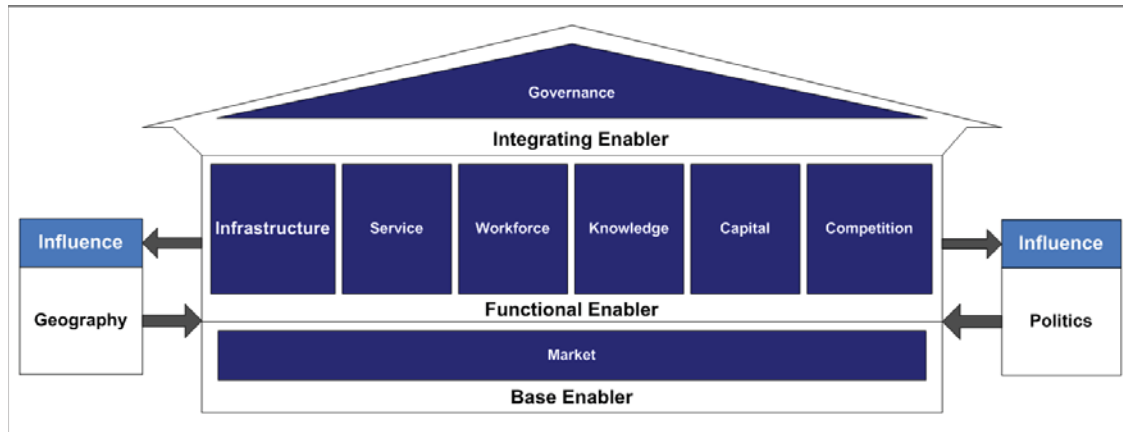 Governance
Integrating Enabler
Infrastructure
Service
Workforce
Knowledge
Capital
Competition
Functional Enabler
Market
Base Enabler
Influence
Geography
Influence
Politics